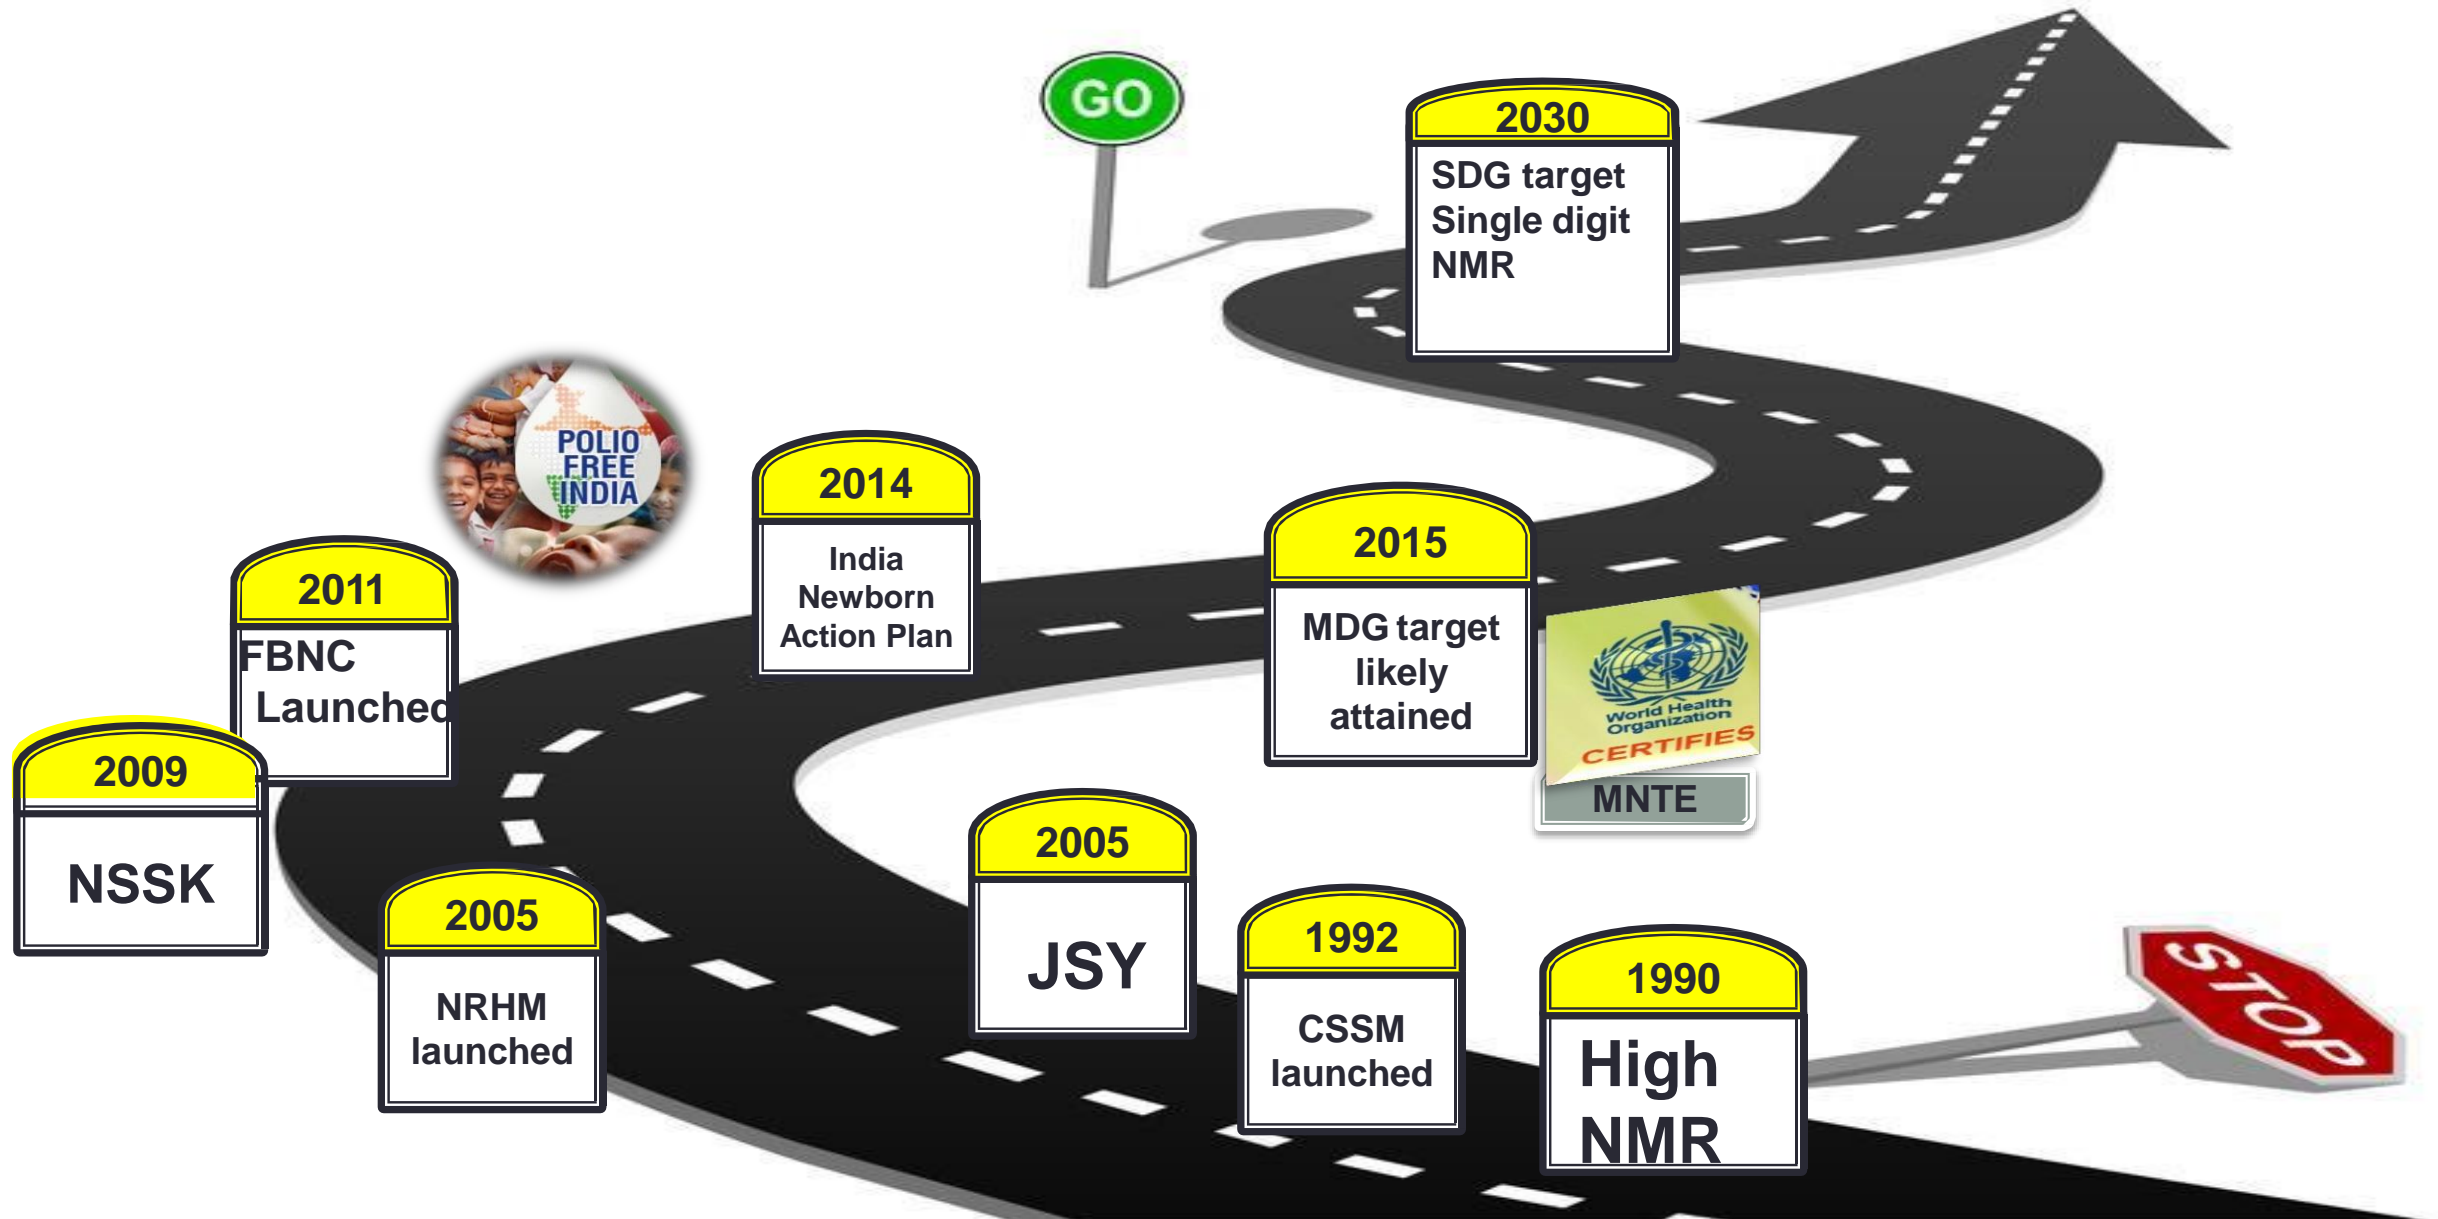 GO
2030
SDG target
Single digit
NMR
POLIO
FREE
INDIA
2014
India
Newborn
Action Plan
2015
MDG target
likely
attained
World Health
Organization
CERTIFIES
MNTE
2011
FBNC
Launched
2009
NSSK
2005
NRHM
launched
2005
JSY
1992
CSSM
launched
1990
High
NMR
STOP